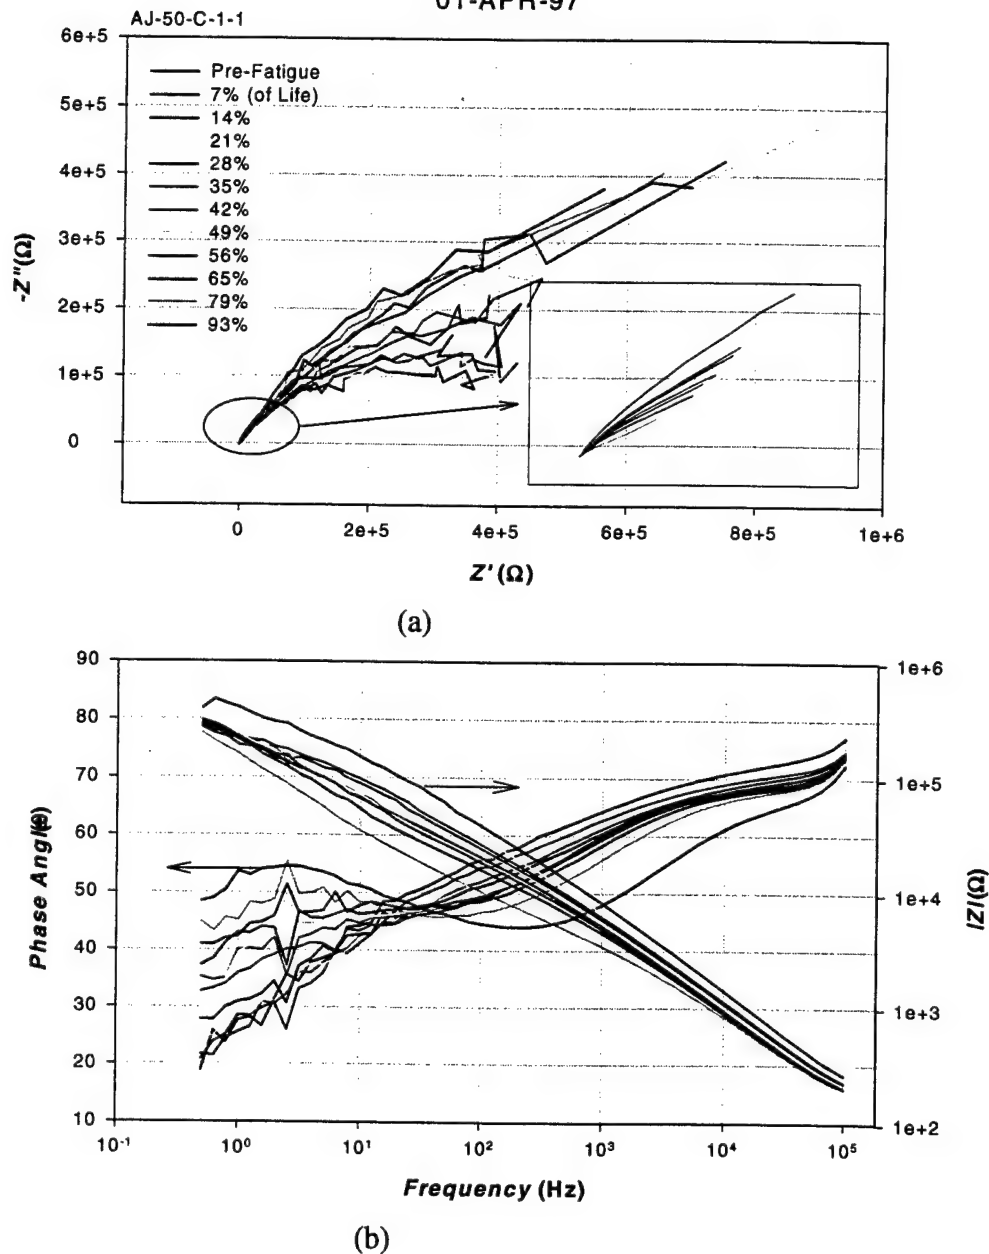 01-APR-97
AJ-50-C-1-1
6e+5
5e+5
4e+5
3e+5
2e+5
1e+5
0
-Z"(Ω)
Pre-Fatigue
7% (of Life)
14%
21%
28%
35%
42%
49%
56%
65%
79%
93%
0 2e+5 4e+5 6e+5 8e+5 1e+6
Z'(Ω)
(a)
90
80
70
60
50
40
30
20
10
Phase
1e+6
1e+5
1e+4
1e+3
1e+2
/Z/(Ω)
10-1 10⁰ 10¹ 10² 10³ 10⁴ 10⁵
Frequency (Hz)
(b)